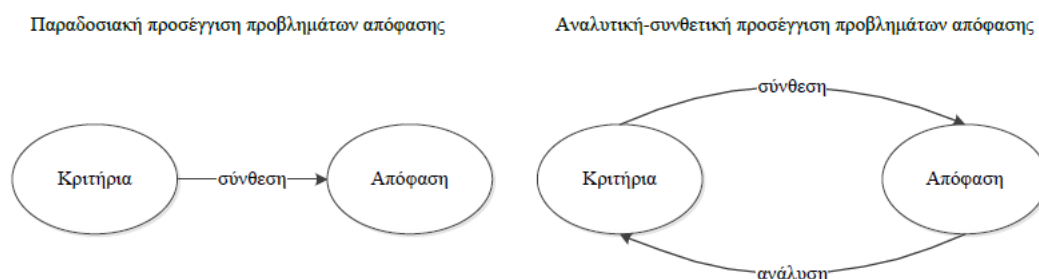 Παραδοσιακή προσέγγιση προβλημάτων απόφασης
Κριτήρια
σύνθεση
Απόφαση
Αναλυτική-συνθετική προσέγγιση προβλημάτων απόφασης
σύνθεση
Κριτήρια
Απόφαση
ανάλυση